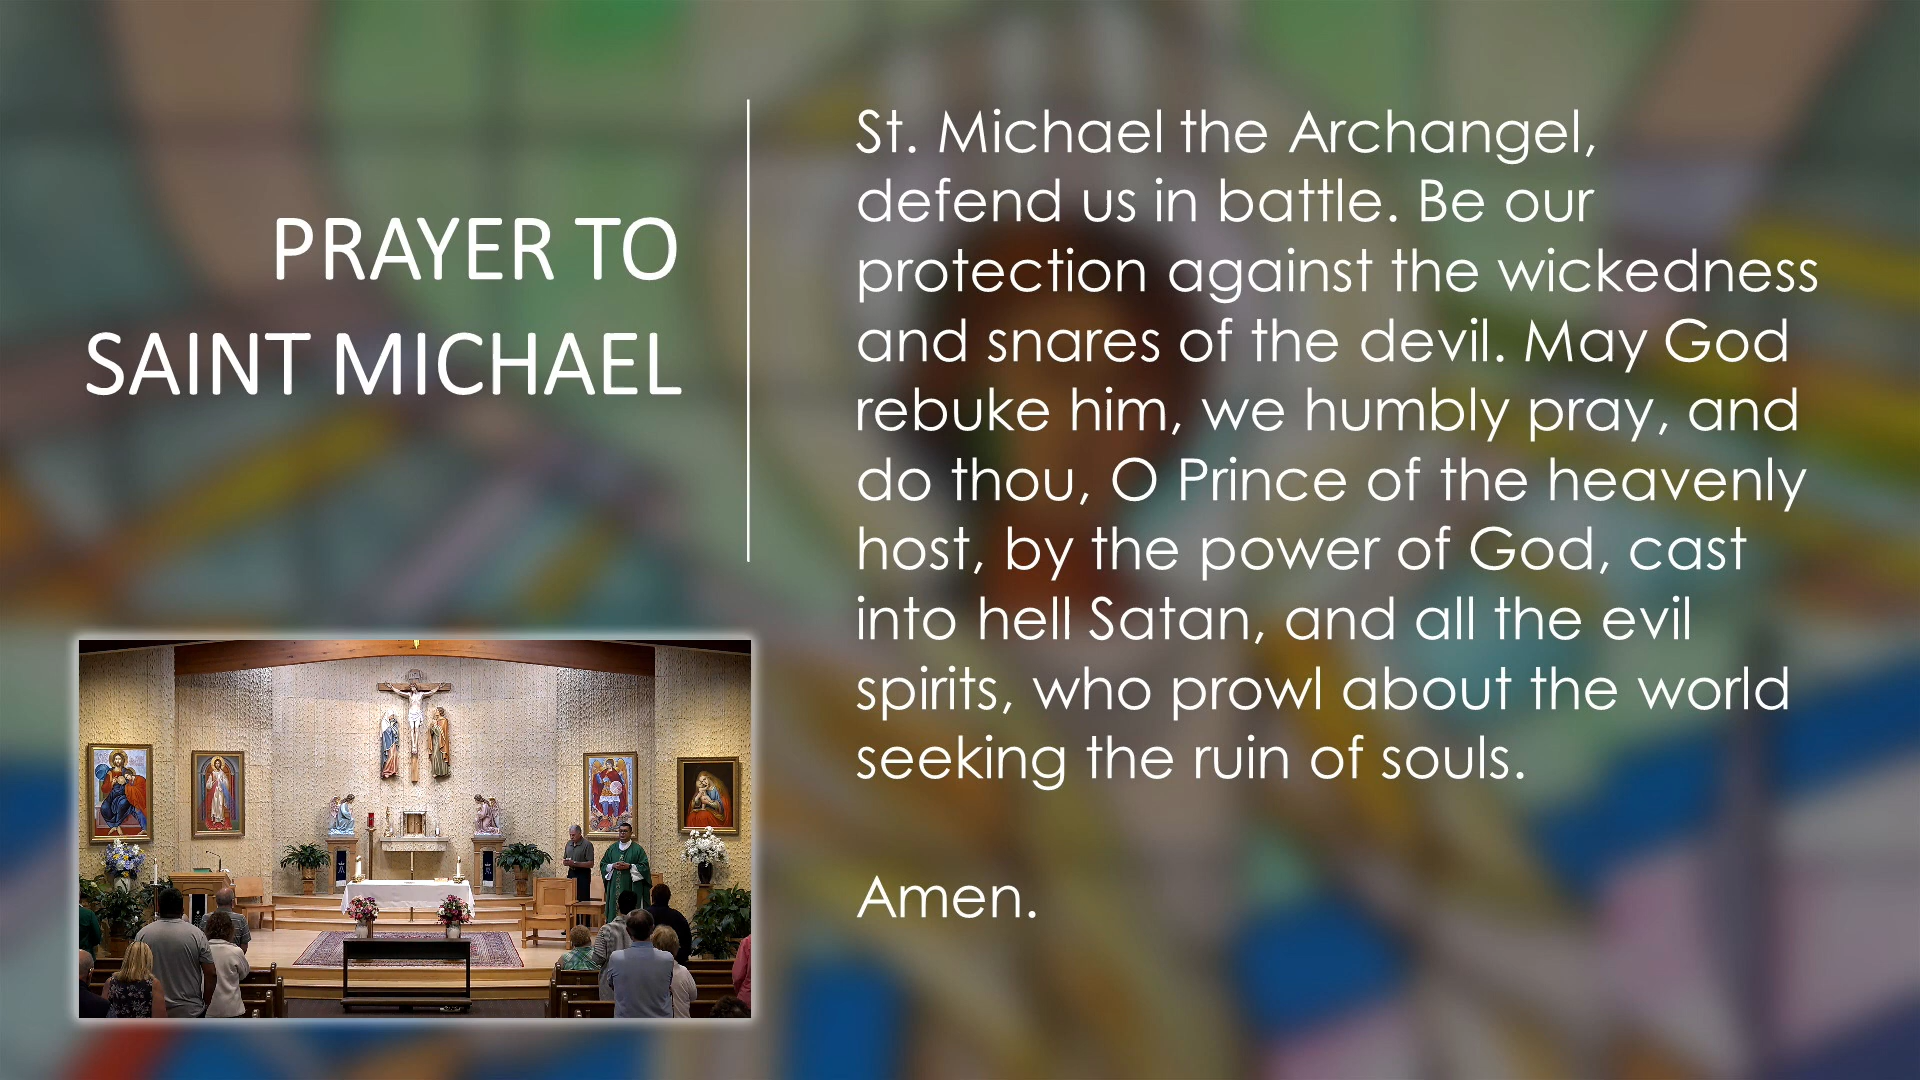 PRAYER TO
SAINT MICHAEL
St. Michael the Archangel,
defend us in battle. Be our
protection against the wickedness
and snares of the devil. May God
rebuke him, we humbly pray, and
do thou, O Prince of the heavenly
host, by the power of God, cast
into hell Satan, and all the evil
spirits, who prowl about the world
seeking the ruin of souls.
Amen.